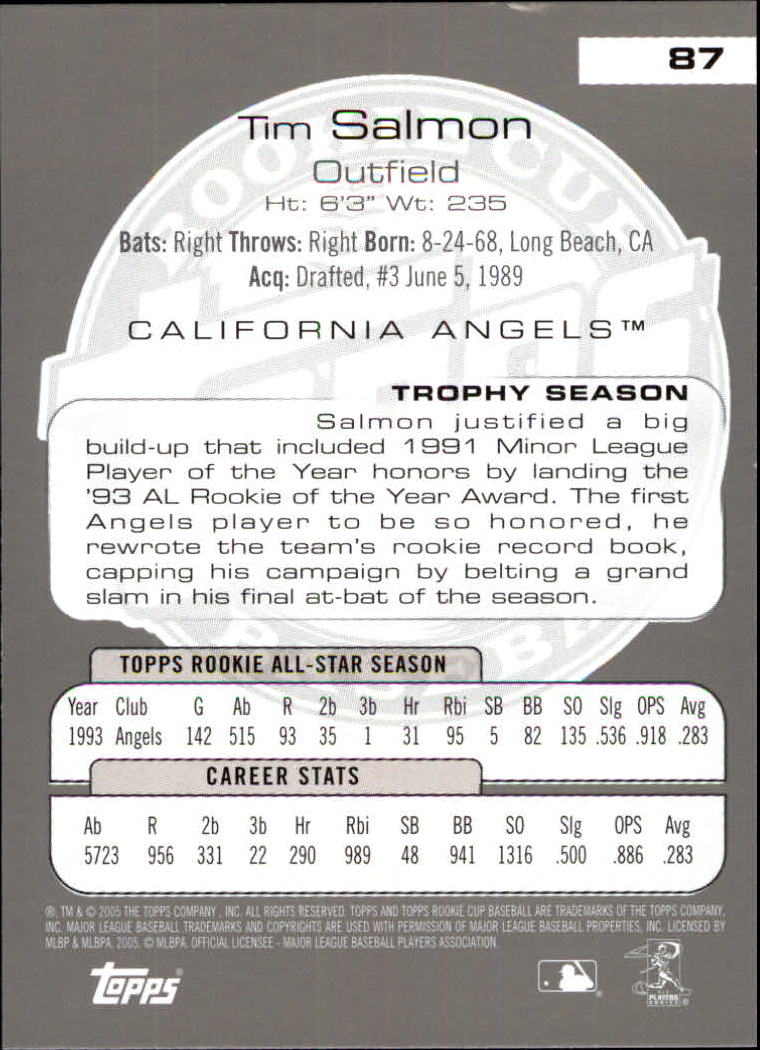 87
Tim Salmon
Outfield
Ht: 6'3" Wt: 235
Bats: Right Throws: Right Born: 8-24-68, Long Beach, CA
Acq: Drafted, #3 June 5, 1989
CALIFORNIA ANGELS™
TROPHY SEASON
Salmon justified a big
build-up that included 1991 Minor League
Player of the Year honors by landing the
'93 AL Rookie of the Year Award. The first
Angels player to be so honored, he
rewrote the team's rookie record book,
capping his campaign by belting a grand
slam in his final at-bat of the season.
TOPPS ROOKIE ALL-STAR SEASON
Year Club G Ab R 2b 3b Hr Rbi SB BB SO Slg OPS Avg
1993 Angels 142 515 93 35 1 31 95 5 82 135 .536 .918 .283
CAREER STATS
Ab R 2b 3b Hr Rbi SB BB SO Slg OPS Avg
5723 956 331 22 290 989 48 941 1316 .500 .886 .283
®, TM & © 2005 THE TOPPS COMPANY, INC. ALL RIGHTS RESERVED. TOPPS AND TOPPS ROOKIE CUP BASEBALL ARE TRADEMARKS OF THE TOPPS COMPANY,
INC. MAJOR LEAGUE BASEBALL TRADEMARKS AND COPYRIGHTS ARE USED WITH PERMISSION OF MAJOR LEAGUE BASEBALL PROPERTIES, INC. LICENSED BY
MLBP & MLBPA, 2005. © MLBPA. OFFICIAL LICENSEE - MAJOR LEAGUE BASEBALL PLAYERS ASSOCIATION.
Topps®
PLAYERS
CHOICE ®